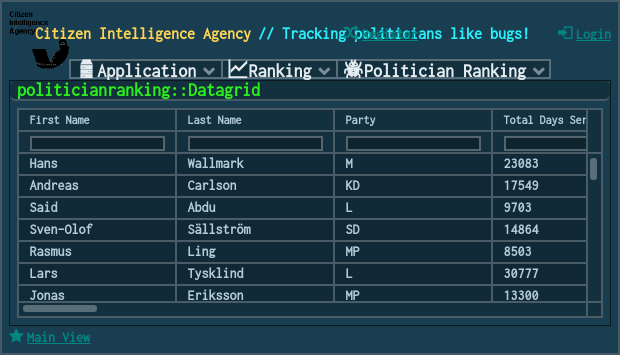 Citizen
Intelligence
Agency
Citizen Intelligence Agency // Tracking politicians like bugs!
Login
Application
Ranking
Politician Ranking
politicianranking::Datagrid
First Name Last Name Party Total Days Ser
Hans Wallmark M 23083
Andreas Carlson KD 17549
Said Abdu L 9703
Sven-Olof Sällström SD 14864
Rasmus Ling MP 8503
Lars Tysklind L 30777
Jonas Eriksson MP 13300
Main View